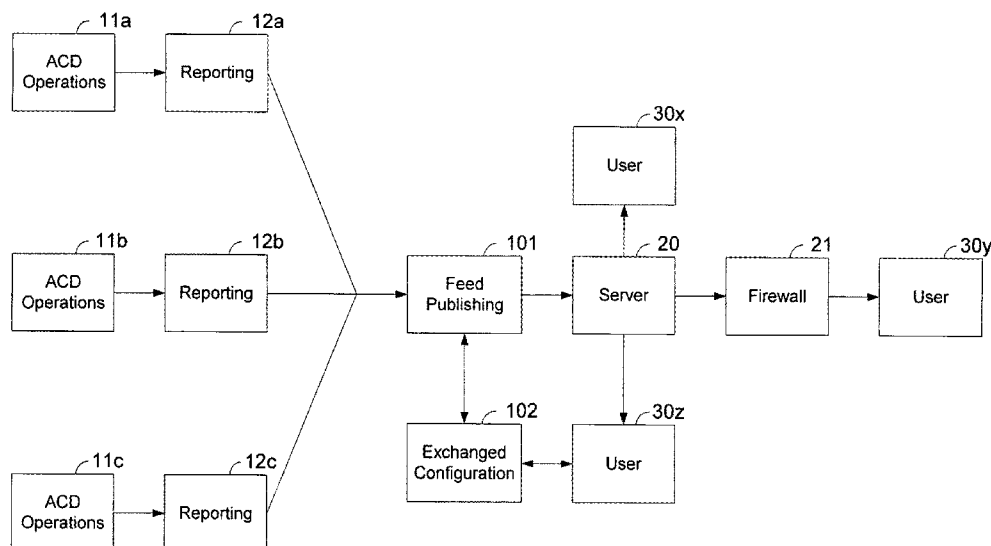 11a
ACD
Operations
12a
Reporting
30x
User
11b
ACD
Operations
12b
Reporting
101
Feed
Publishing
20
Server
21
Firewall
30y
User
102
Exchanged
Configuration
30z
User
11c
ACD
Operations
12c
Reporting